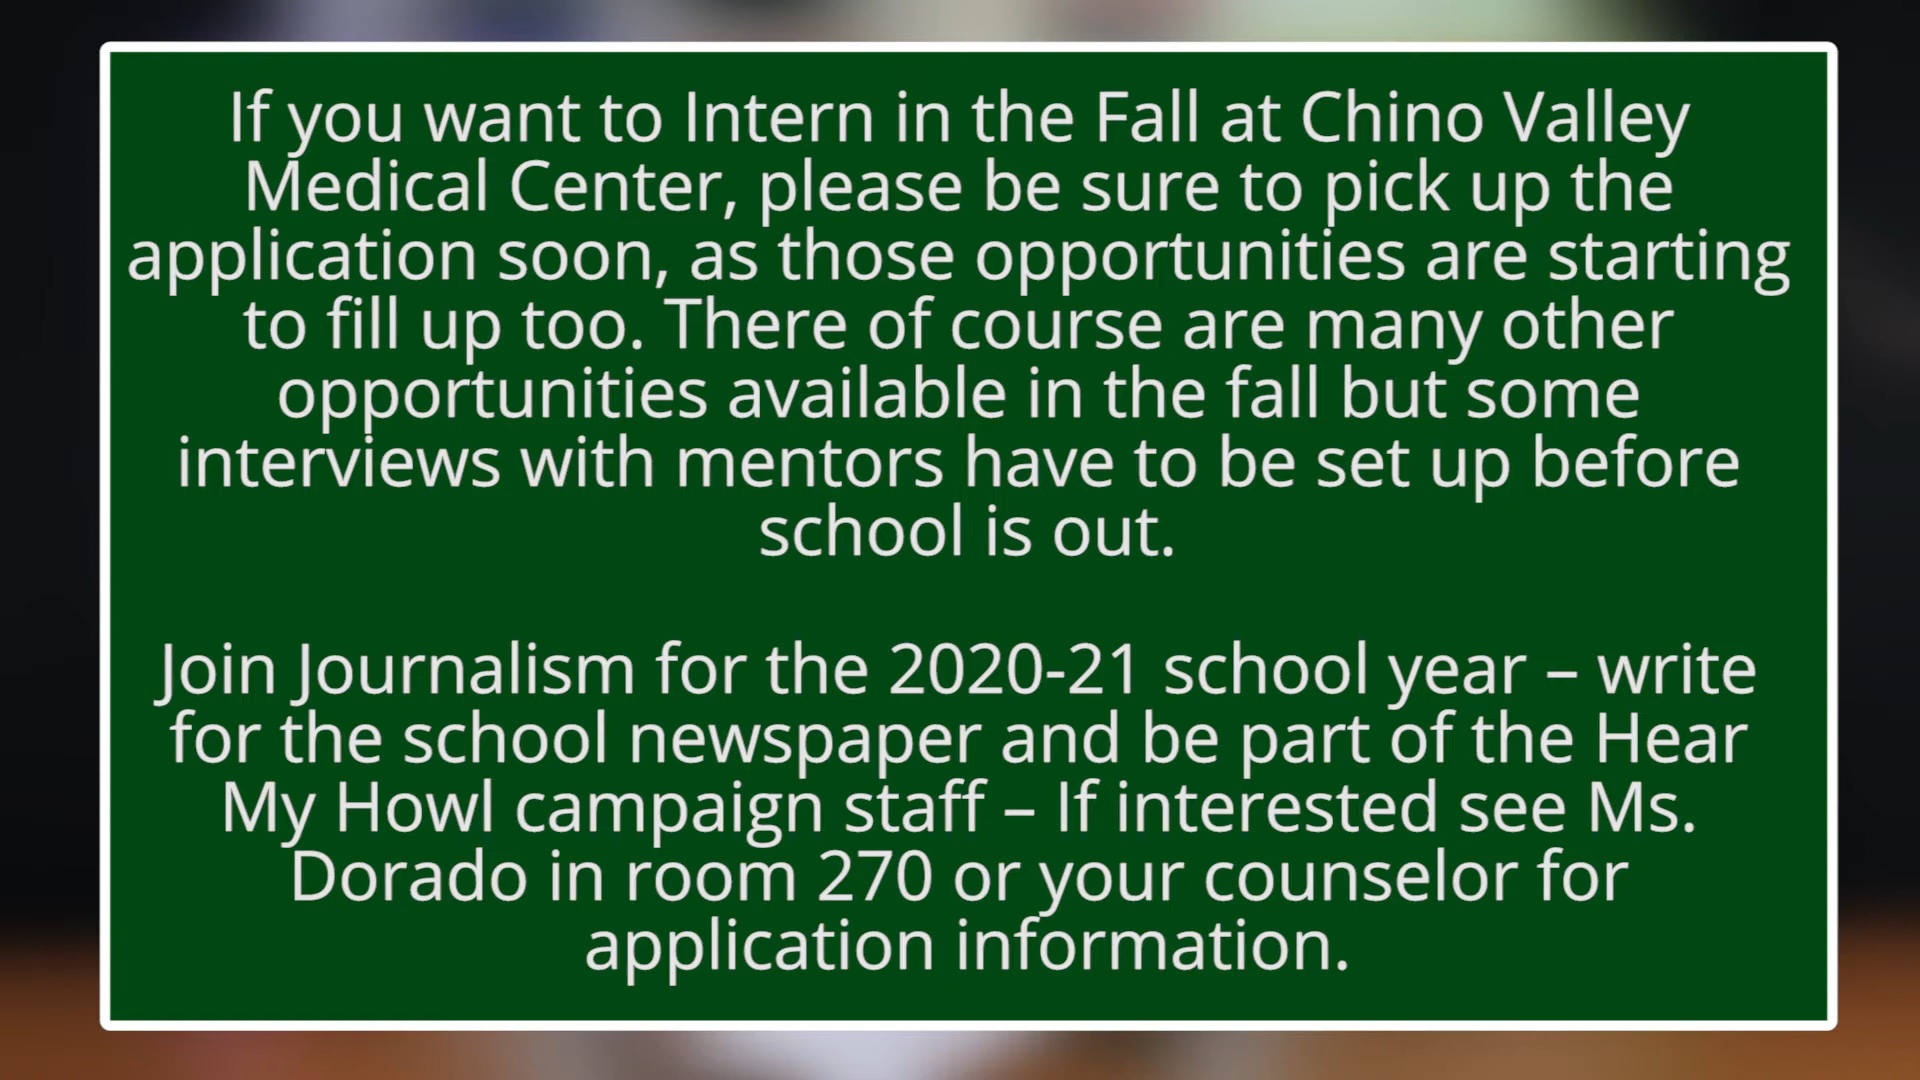 If you want to Intern in the Fall at Chino Valley
Medical Center, please be sure to pick up the
application soon, as those opportunities are starting
to fill up too. There of course are many other
opportunities available in the fall but some
interviews with mentors have to be set up before
school is out.
Join Journalism for the 2020-21 school year – write
for the school newspaper and be part of the Hear
My Howl campaign staff – If interested see Ms.
Dorado in room 270 or your counselor for
application information.